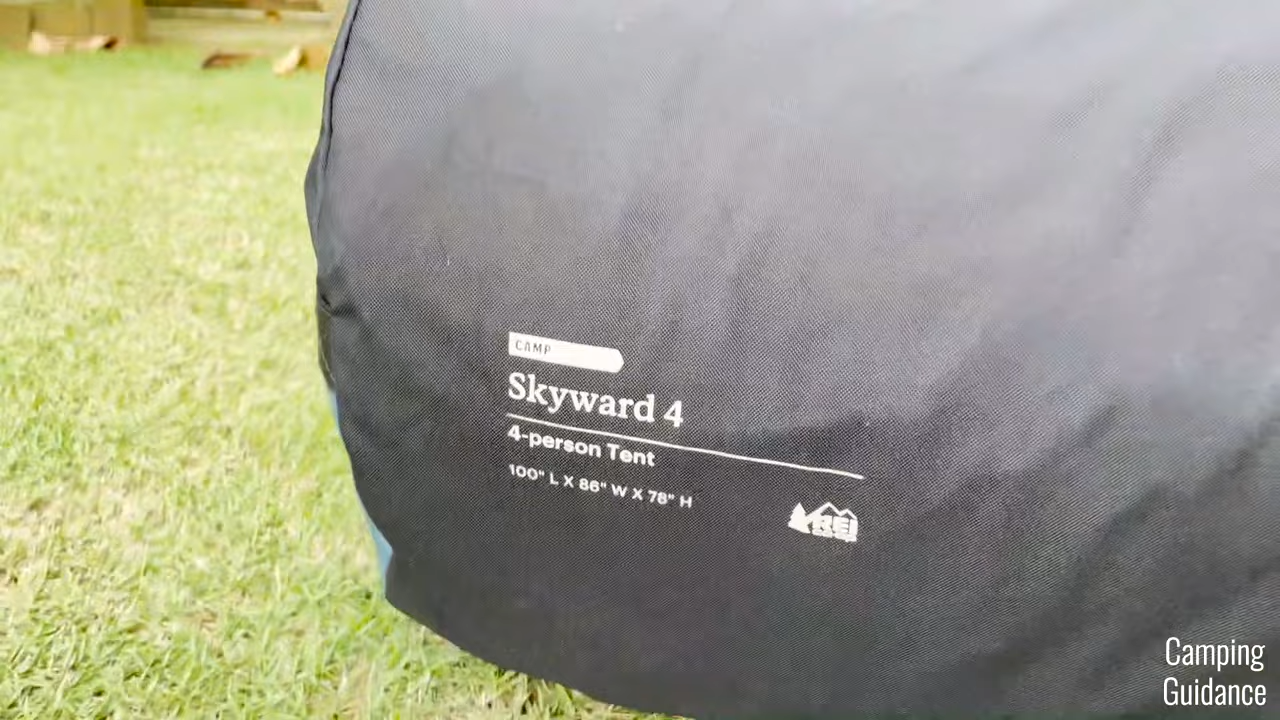 CAMP
Skyward 4
4-person Tent
100" L X 86" W X 78" H
REI
Camping
Guidance